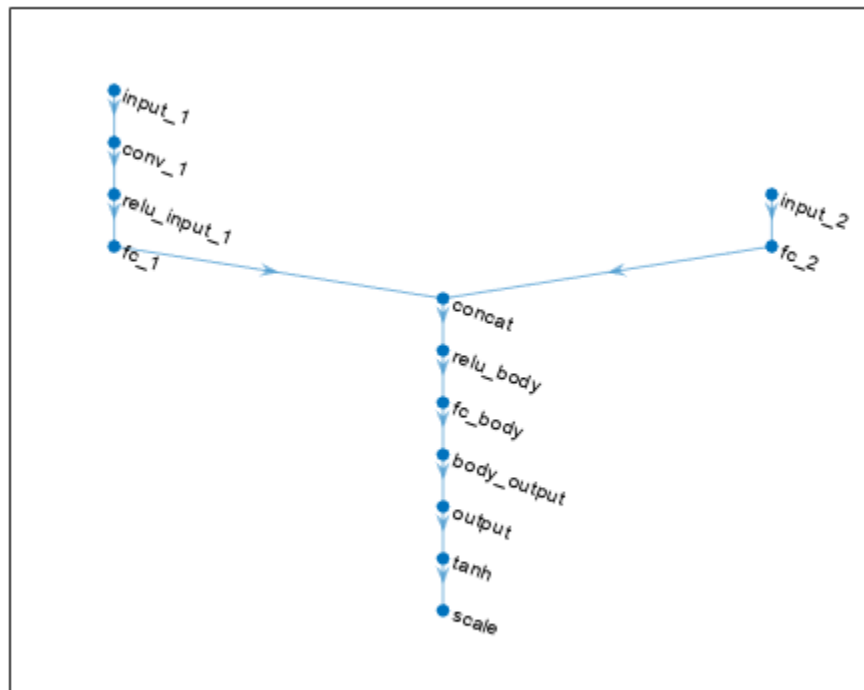 input_1
conv_1
relu_input_1
fc_1
input_2
fc_2
concat
relu_body
fc_body
body_output
output
tanh
scale